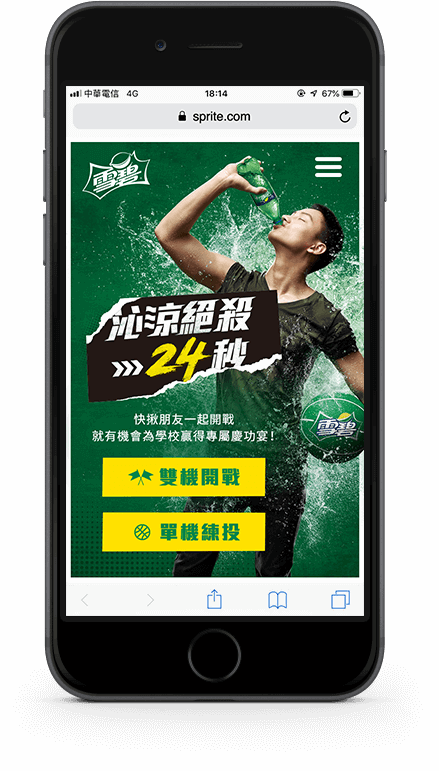 中華電信 4G 18:14 67%
sprite.com
雪碧
沁涼絕殺
24秒
快揪朋友一起開戰
就有機會為學校贏得專屬慶功宴！
雪碧
雙機開戰
單機練投